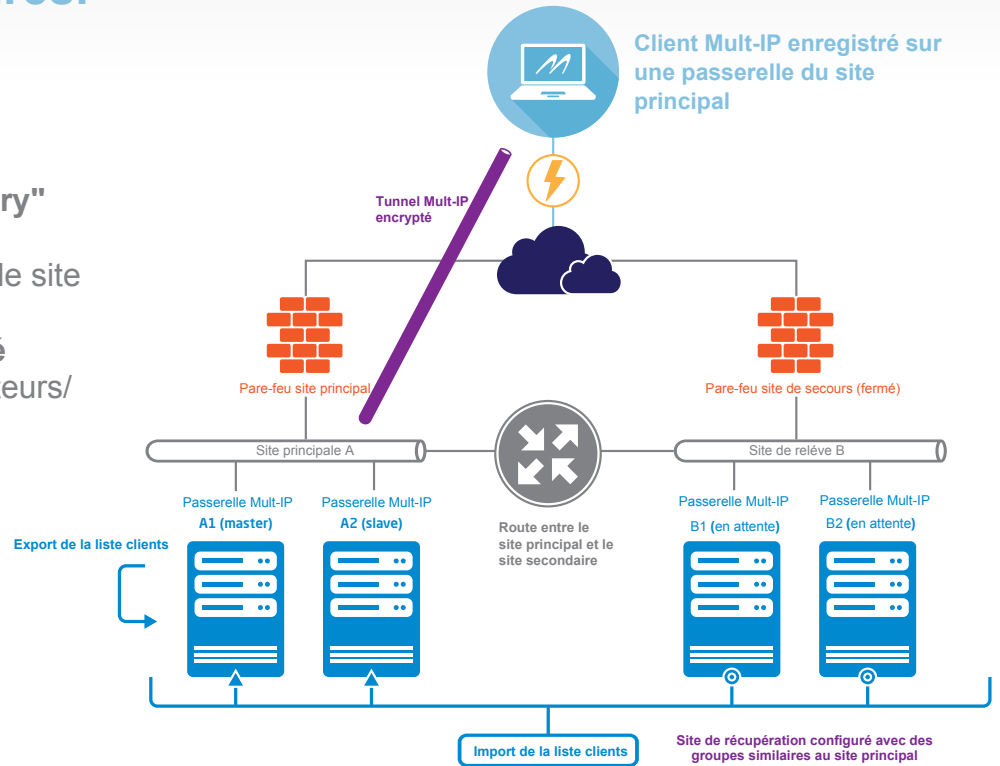 Client Mult-IP enregistré sur
une passerelle du site
principal
ry"
le site
teurs/
Tunnel Mult-IP
encrypté
Pare-feu site principal
Pare-feu site de secours (fermé)
Site principale A
Site de reléve B
Passerelle Mult-IP
A1 (master)
Passerelle Mult-IP
A2 (slave)
Route entre le
site principal et le
site secondaire
Passerelle Mult-IP
B1 (en attente)
Passerelle Mult-IP
B2 (en attente)
Export de la liste clients
Import de la liste clients
Site de récupération configuré avec des
groupes similaires au site principal